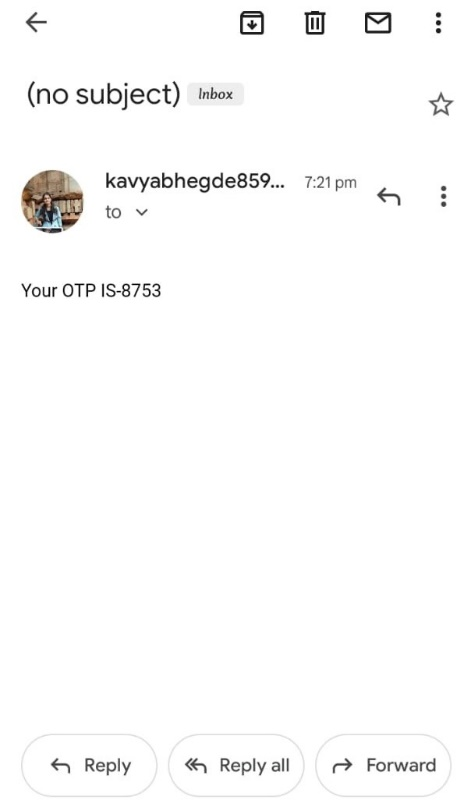 (no subject) Inbox
kavyabhegde859... 7:21 pm
to
Your OTP IS-8753
Reply Reply all Forward